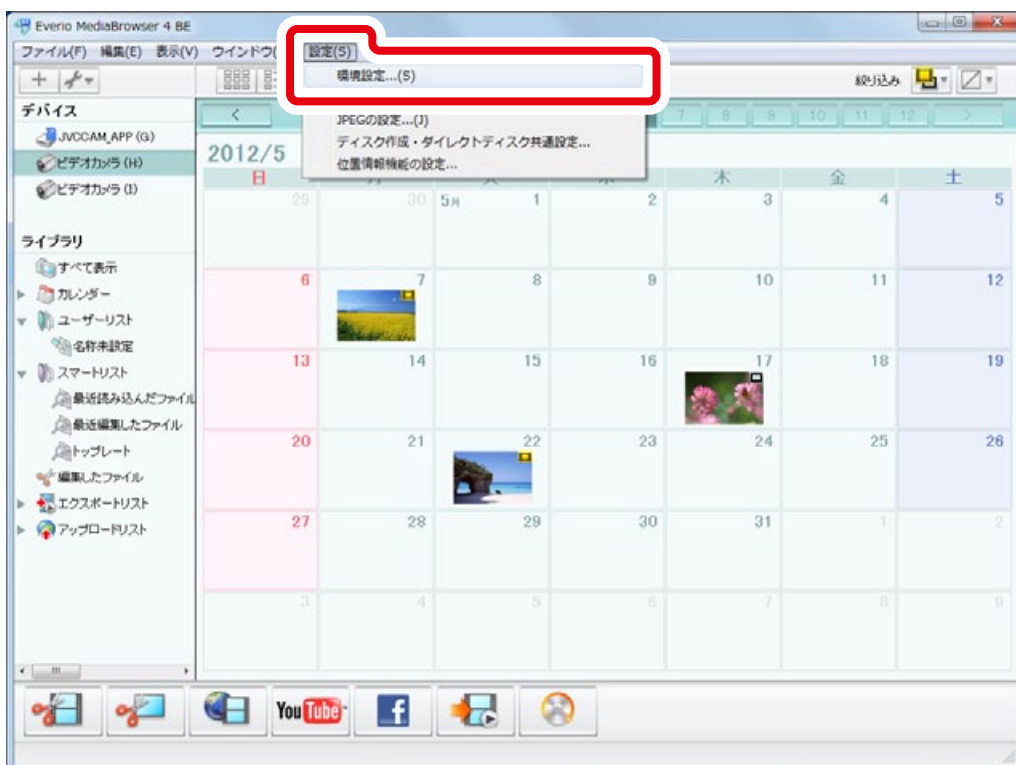 Everio MediaBrowser 4 BE
ファイル(F) 編集(E) 表示(V) ウインドウ( 設定(S)
環境設定...(S)
絞り込み
JPEGの設定...(J)
ディスク作成・ダイレクトディスク共通設定...
位置情報機能の設定...
デバイス
JVCCAM_APP (G)
ビデオカメラ (H)
ビデオカメラ (I)
ライブラリ
すべて表示
カレンダー
ユーザーリスト
名称未設定
スマートリスト
最近読み込んだファイル
最近編集したファイル
トップレート
編集したファイル
エクスポートリスト
アップロードリスト
< 7 8 9 10 11 12 >
2012/5
日 木 金 土
29 30 5月 1 2 3 4 5
6 7 8 9 10 11 12
13 14 15 16 17 18 19
20 21 22 23 24 25 26
27 28 29 30 31 1 2
3 4 5 6 7 8 9
YouTube
f